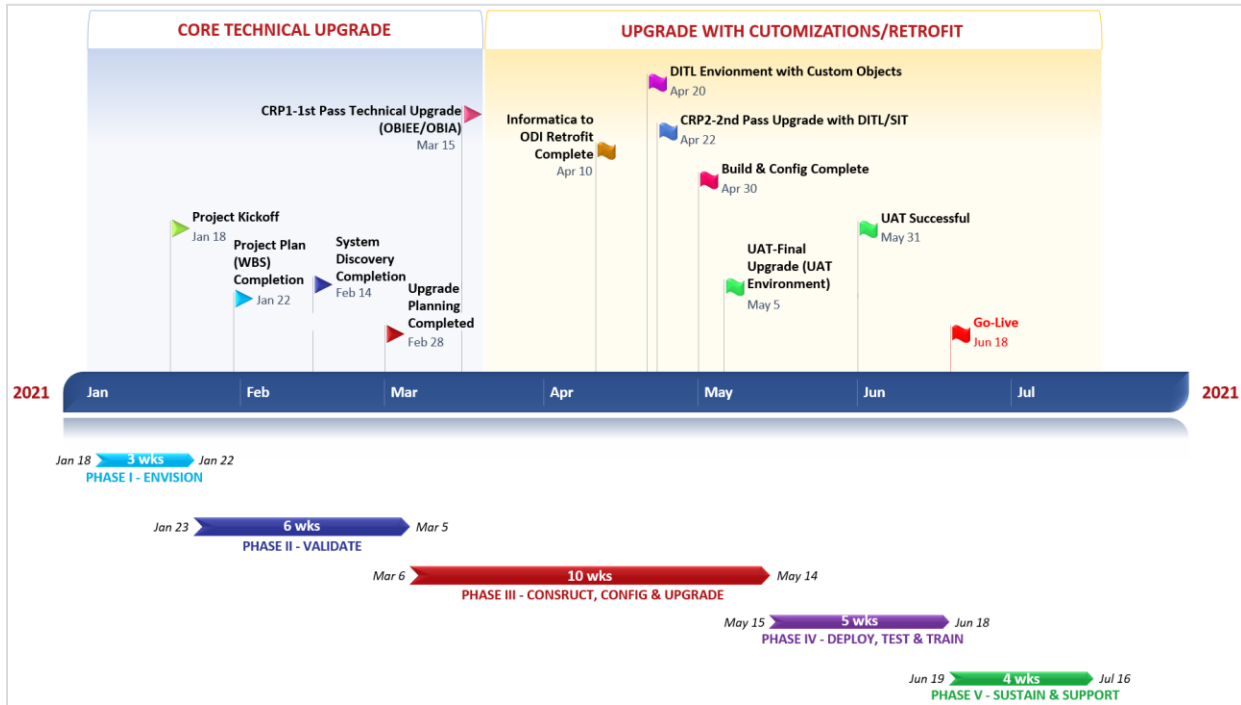 CORE TECHNICAL UPGRADE
UPGRADE WITH CUTOMIZATIONS/RETROFIT
DITL Envionment with Custom Objects
Apr 20
CRP1-1st Pass Technical Upgrade
(OBIEE/OBIA)
Mar 15
Informatica to
ODI Retrofit
Complete
Apr 10
CRP2-2nd Pass Upgrade with DITL/SIT
Apr 22
Build & Config Complete
Apr 30
Project Kickoff
Jan 18
Project Plan
(WBS)
Completion
Jan 22
System
Discovery
Completion
Feb 14
Upgrade
Planning
Completed
Feb 28
UAT Successful
May 31
UAT-Final
Upgrade (UAT
Environment)
May 5
Go-Live
Jun 18
2021
Jan
Feb
Mar
Apr
May
Jun
Jul
2021
Jan 18
3 wks
Jan 22
PHASE I - ENVISION
Jan 23
6 wks
Mar 5
PHASE II - VALIDATE
Mar 6
10 wks
May 14
PHASE III - CONSRUCT, CONFIG & UPGRADE
May 15
5 wks
Jun 18
PHASE IV - DEPLOY, TEST & TRAIN
Jun 19
4 wks
Jul 16
PHASE V - SUSTAIN & SUPPORT